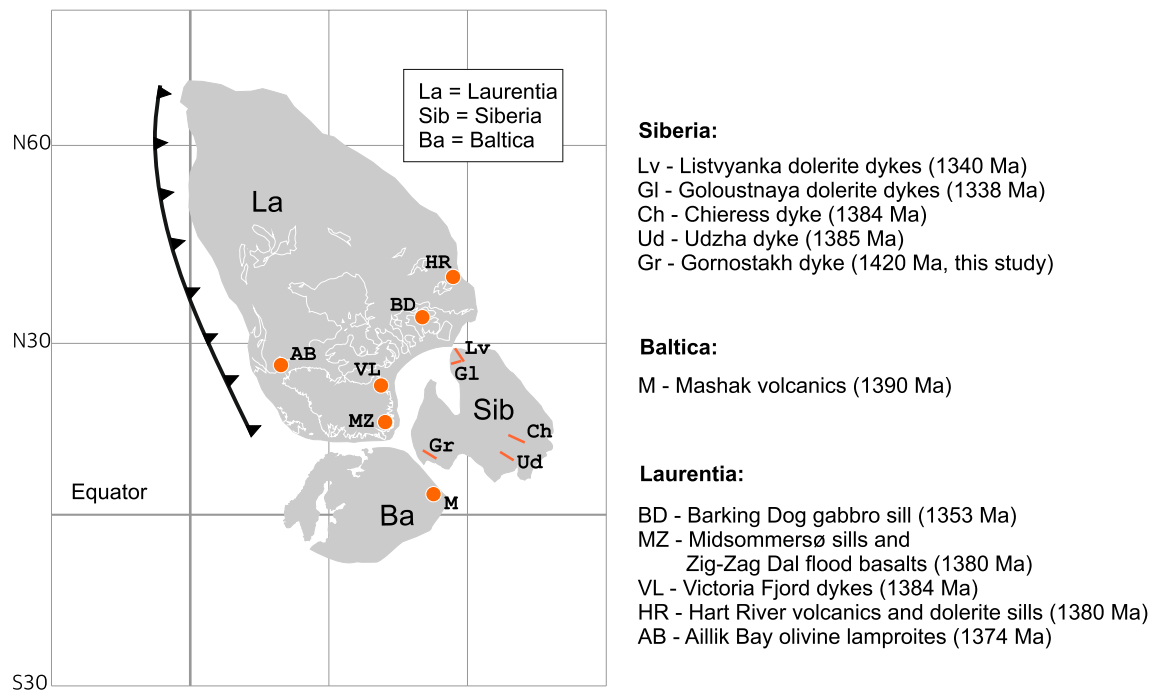 La = Laurentia
Sib = Siberia
Ba = Baltica
N60
La
HR
BD
N30
AB
VL
Lv
Gl
MZ
Sib
Ch
Gr
Ud
Equator
M
Ba
S30
Siberia:
Lv - Listvyanka dolerite dykes (1340 Ma)
Gl - Goloustnaya dolerite dykes (1338 Ma)
Ch - Chieress dyke (1384 Ma)
Ud - Udzha dyke (1385 Ma)
Gr - Gornostakh dyke (1420 Ma, this study)
Baltica:
M - Mashak volcanics (1390 Ma)
Laurentia:
BD - Barking Dog gabbro sill (1353 Ma)
MZ - Midsommersø sills and
Zig-Zag Dal flood basalts (1380 Ma)
VL - Victoria Fjord dykes (1384 Ma)
HR - Hart River volcanics and dolerite sills (1380 Ma)
AB - Aillik Bay olivine lamproites (1374 Ma)